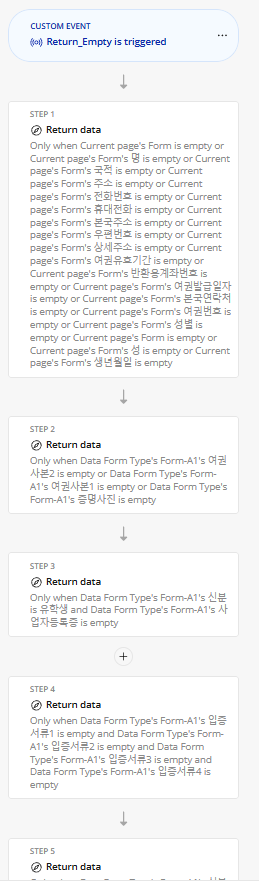 CUSTOM EVENT
Return_Empty is triggered
STEP 1
Return data
Only when Current page's Form is empty or
Current page's Form's 명 is empty or Current
page's Form's 국적 is empty or Current
page's Form's 주소 is empty or Current
page's Form's 전화번호 is empty or Current
page's Form's 휴대전화 is empty or Current
page's Form's 본국주소 is empty or Current
page's Form's 우편번호 is empty or Current
page's Form's 상세주소 is empty or Current
page's Form's 여권유효기간 is empty or
Current page's Form's 반환용계좌번호 is
empty or Current page's Form's 여권발급일자
is empty or Current page's Form's 본국연락처
is empty or Current page's Form's 여권번호 is
empty or Current page's Form's 성별 is
empty or Current page's Form is empty or
Current page's Form's 성 is empty or Current
page's Form's 생년월일 is empty
STEP 2
Return data
Only when Data Form Type's Form-A1's 여권
사본2 is empty or Data Form Type's Form-
A1's 여권사본1 is empty or Data Form Type's
Form-A1's 증명사진 is empty
STEP 3
Return data
Only when Data Form Type's Form-A1's 신분
is 유학생 and Data Form Type's Form-A1's 사
업자등록증 is empty
STEP 4
Return data
Only when Data Form Type's Form-A1's 입증
서류1 is empty and Data Form Type's Form-
A1's 입증서류2 is empty and Data Form
Type's Form-A1's 입증서류3 is empty and
Data Form Type's Form-A1's 입증서류4 is
empty
STEP 5
Return data